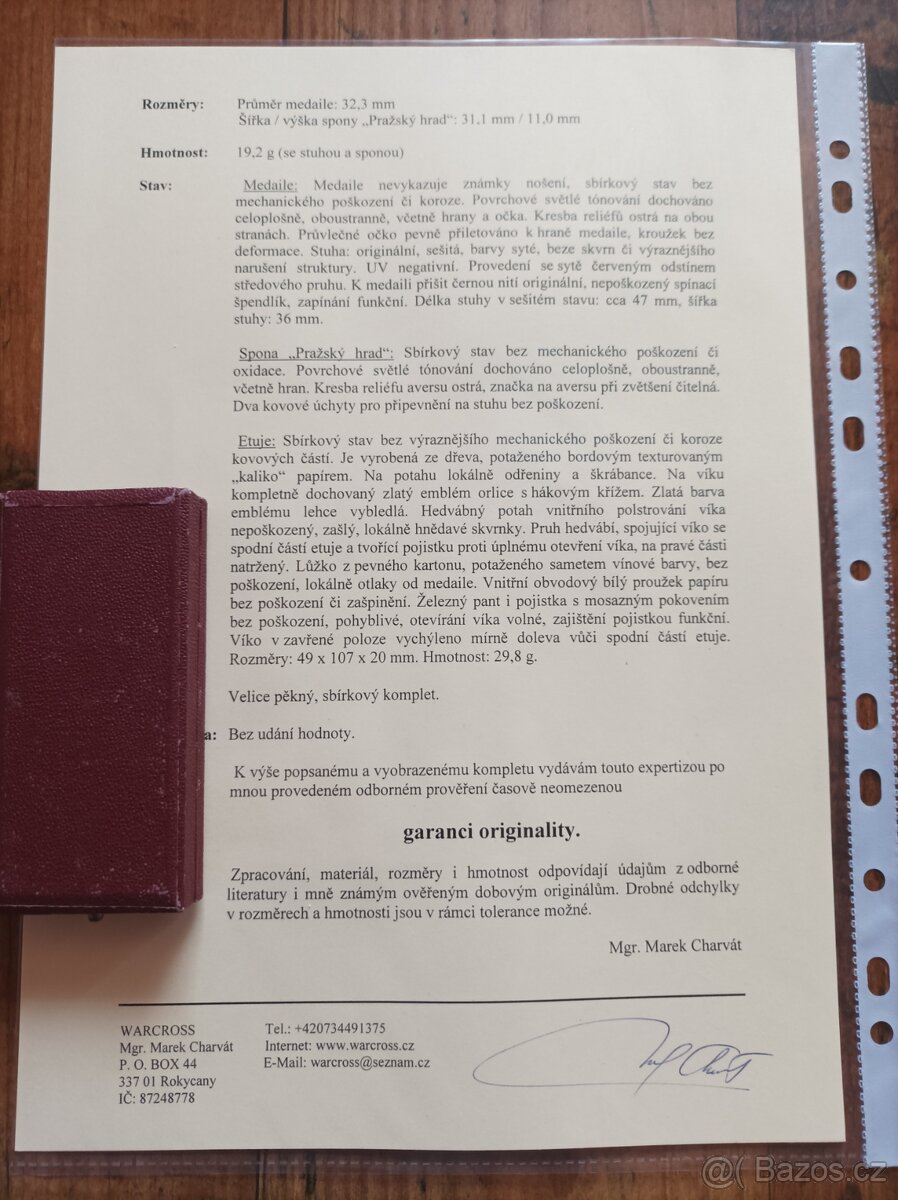 Rozměry: Průměr medaile: 32,3 mm
Šířka / výška spony „Pražský hrad“: 31,1 mm / 11,0 mm
Hmotnost: 19,2 g (se stuhou a sponou)
Stav: Medaile: Medaile nevykazuje známky nošení, sbírkový stav bez
mechanického poškození či koroze. Povrchové světlé tónování dochováno
celoplošně, oboustranně, včetně hrany a očka. Kresba reliéfů ostrá na obou
stranách. Průvlečné očko pevně přiletováno k hraně medaile, kroužek bez
deformace. Stuha: originální, sešitá, barvy syté, beze skvrn či výraznějšího
narušení struktury. UV negativní. Provedení se sytě červeným odstínem
středového pruhu. K medaili přišit černou nití originální, nepoškozený spínací
špendlík, zapínání funkční. Délka stuhy v sešitém stavu: cca 47 mm, šířka
stuhy: 36 mm.
Spona „Pražský hrad“: Sbírkový stav bez mechanického poškození či
oxidace. Povrchové světlé tónování dochováno celoplošně, oboustranně,
včetně hran. Kresba reliéfu aversu ostrá, značka na aversu při zvětšení čitelná.
Dva kovové úchyty pro připevnění na stuhu bez poškození.
Etuje: Sbírkový stav bez výraznějšího mechanického poškození či koroze
kovových částí. Je vyrobena ze dřeva, potaženého bordovým texturovaným
„kaliko“ papírem. Na potahu lokálně odřeniny a škrábance. Na víku
kompletně dochovaný zlatý emblém orlice s hákovým křížem. Zlatá barva
emblému lehce vybledlá. Hedvábný potah vnitřního polstrování víka
nepoškozený, zašlý, lokálně hnědavé skvrnky. Pruh hedvábí, spojující víko se
spodní částí etuje a tvořící pojistku proti úplnému otevření víka, na pravé části
natržený. Lůžko z pevného kartonu, potaženého sametem vínové barvy, bez
poškození, lokálně otlaky od medaile. Vnitřní obvodový bílý proužek papíru
bez poškození či zašpinění. Železný pant i pojistka s mosazným pokovením
bez poškození, pohyblivé, otevírání víka volné, zajištění pojistkou funkční.
Víko v zavřené poloze vychýleno mírně doleva vůči spodní částí etuje.
Rozměry: 49 x 107 x 20 mm. Hmotnost: 29,8 g.
Velice pěkný, sbírkový komplet.
a: Bez udání hodnoty.
K výše popsanému a vyobrazenému kompletu vydávám touto expertizou po
mnou provedeném odborném prověření časově neomezenou
garanci originality.
Zpracování, materiál, rozměry i hmotnost odpovídají údajům z odborné
literatury i mně známým ověřeným dobovým originálům. Drobné odchylky
v rozměrech a hmotnosti jsou v rámci tolerance možné.
Mgr. Marek Charvát
WARCROSS
Mgr. Marek Charvát
P. O. BOX 44
337 01 Rokycany
IČ: 87248778
Tel.: +420734491375
Internet: www.warcross.cz
E-Mail: warcross@seznam.cz
@( Bazos.cz